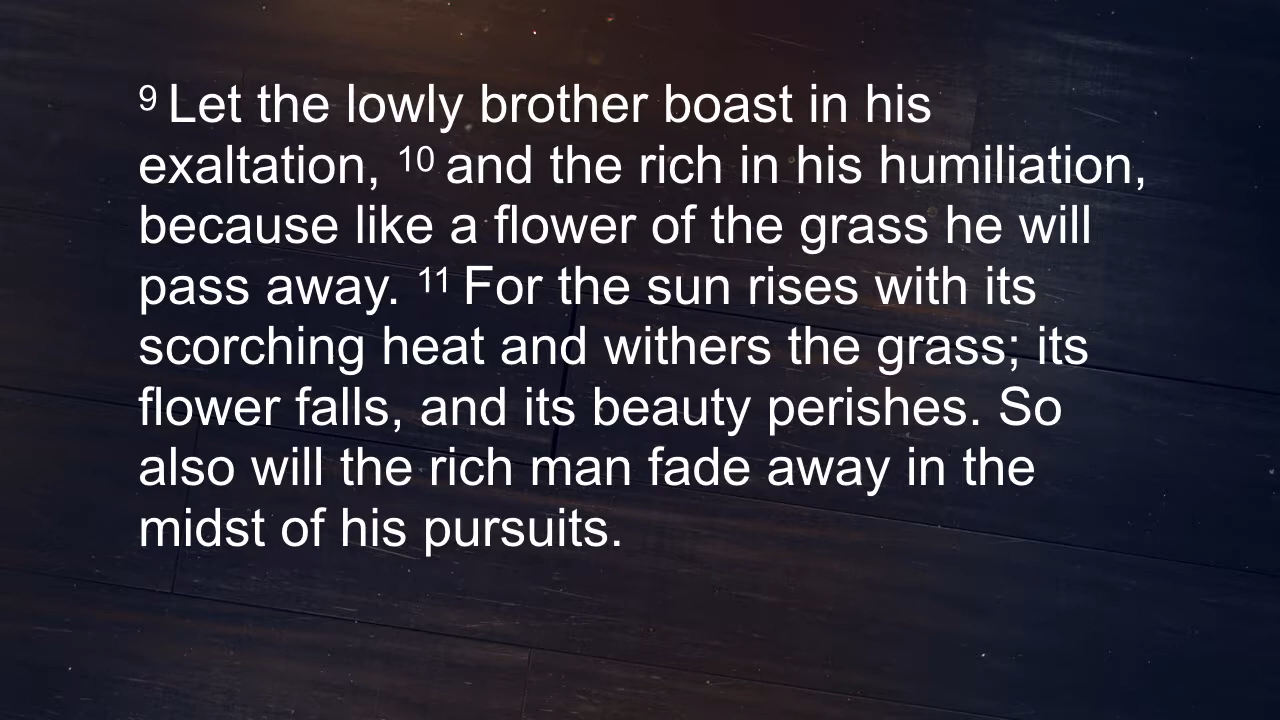 9 Let the lowly brother boast in his
exaltation, 10 and the rich in his humiliation,
because like a flower of the grass he will
pass away. 11 For the sun rises with its
scorching heat and withers the grass; its
flower falls, and its beauty perishes. So
also will the rich man fade away in the
midst of his pursuits.